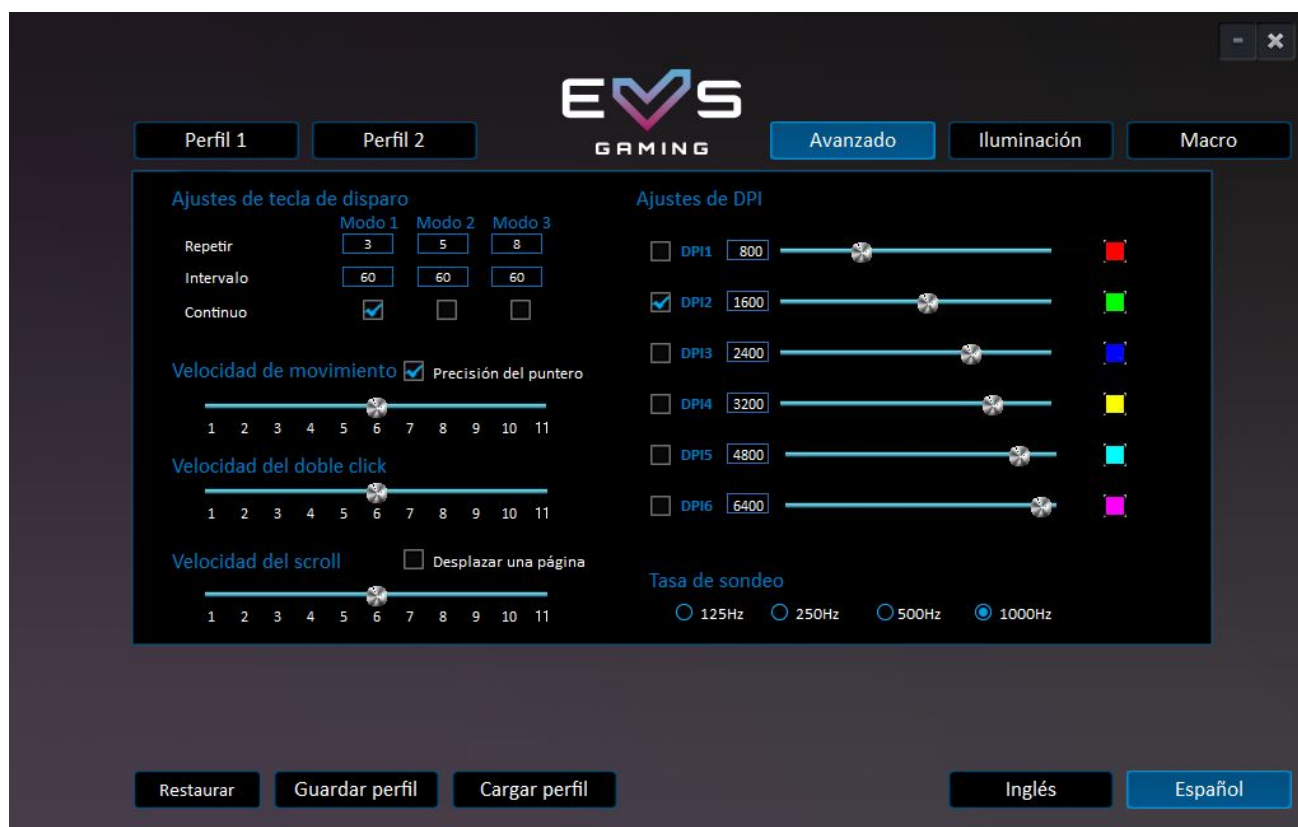 EVS
GAMING
Perfil 1 Perfil 2 Avanzado Iluminación Macro
Ajustes de tecla de disparo
Modo 1 Modo 2 Modo 3
Repetir 3 5 8
Intervalo 60 60 60
Continuo
Velocidad de movimiento Precisión del puntero
1 2 3 4 5 6 7 8 9 10 11
Velocidad del doble click
1 2 3 4 5 6 7 8 9 10 11
Velocidad del scroll Desplazar una página
1 2 3 4 5 6 7 8 9 10 11
Ajustes de DPI
DPI1 800
DPI2 1600
DPI3 2400
DPI4 3200
DPI5 4800
DPI6 6400
Tasa de sondeo
125Hz 250Hz 500Hz 1000Hz
Restaurar Guardar perfil Cargar perfil Inglés Español